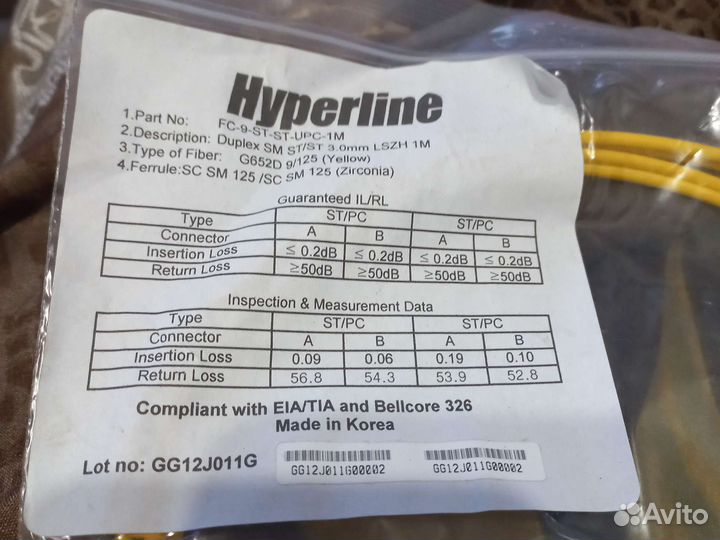 Hyperline
1.Part No: FC-9-ST-ST-UPC-1M
2.Description: Duplex SM ST/ST 3.0mm LSZH 1M
3.Type of Fiber: G652D 9/125 (Yellow)
4.Ferrule:SC SM 125 /SC SM 125 (Zirconia)
Guaranteed IL/RL
Type ST/PC ST/PC
Connector A B A B
Insertion Loss ≤ 0.2dB ≤ 0.2dB ≤ 0.2dB ≤ 0.2dB
Return Loss ≥50dB ≥50dB ≥50dB ≥50dB
Inspection & Measurement Data
Type ST/PC ST/PC
Connector A B A B
Insertion Loss 0.09 0.06 0.19 0.10
Return Loss 56.8 54.3 53.9 52.8
Compliant with EIA/TIA and Bellcore 326
Made in Korea
Lot no: GG12J011G
GG12J011G00002 GG12J011G00002
Avito